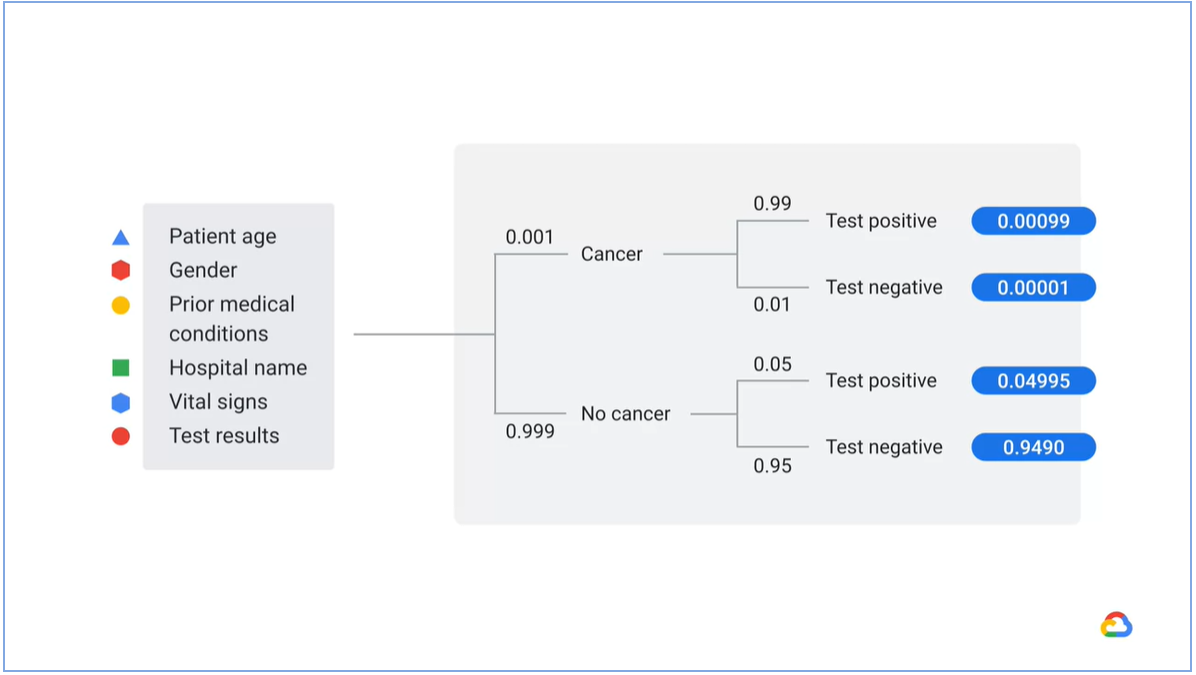 Patient age
Gender
Prior medical
conditions
Hospital name
Vital signs
Test results
0.001
Cancer
0.999
No cancer
0.99
Test positive
0.00099
Test negative
0.00001
0.01
0.05
Test positive
0.04995
Test negative
0.9490
0.95